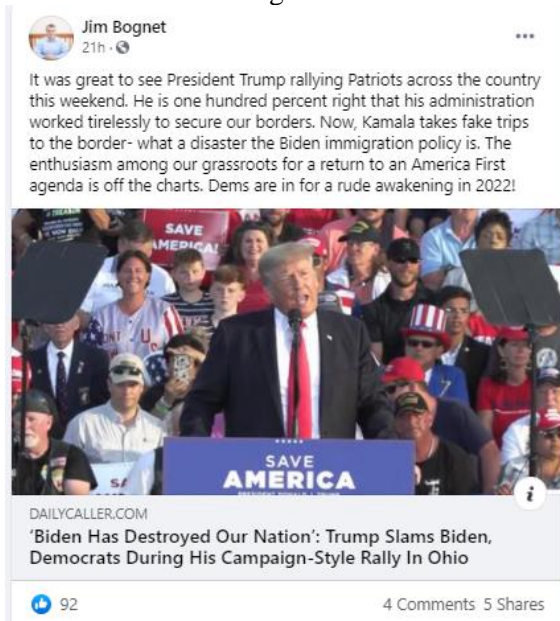 Jim Bognet
21h
It was great to see President Trump rallying Patriots across the country
this weekend. He is one hundred percent right that his administration
worked tirelessly to secure our borders. Now, Kamala takes fake trips
to the border- what a disaster the Biden immigration policy is. The
enthusiasm among our grassroots for a return to an America First
agenda is off the charts. Dems are in for a rude awakening in 2022!
SAVE
AMERICA!
SAVE
AMERICA
PRESIDENT DONALD J. TRUMP
DAILYCALLER.COM
'Biden Has Destroyed Our Nation': Trump Slams Biden,
Democrats During His Campaign-Style Rally In Ohio
92
4 Comments 5 Shares